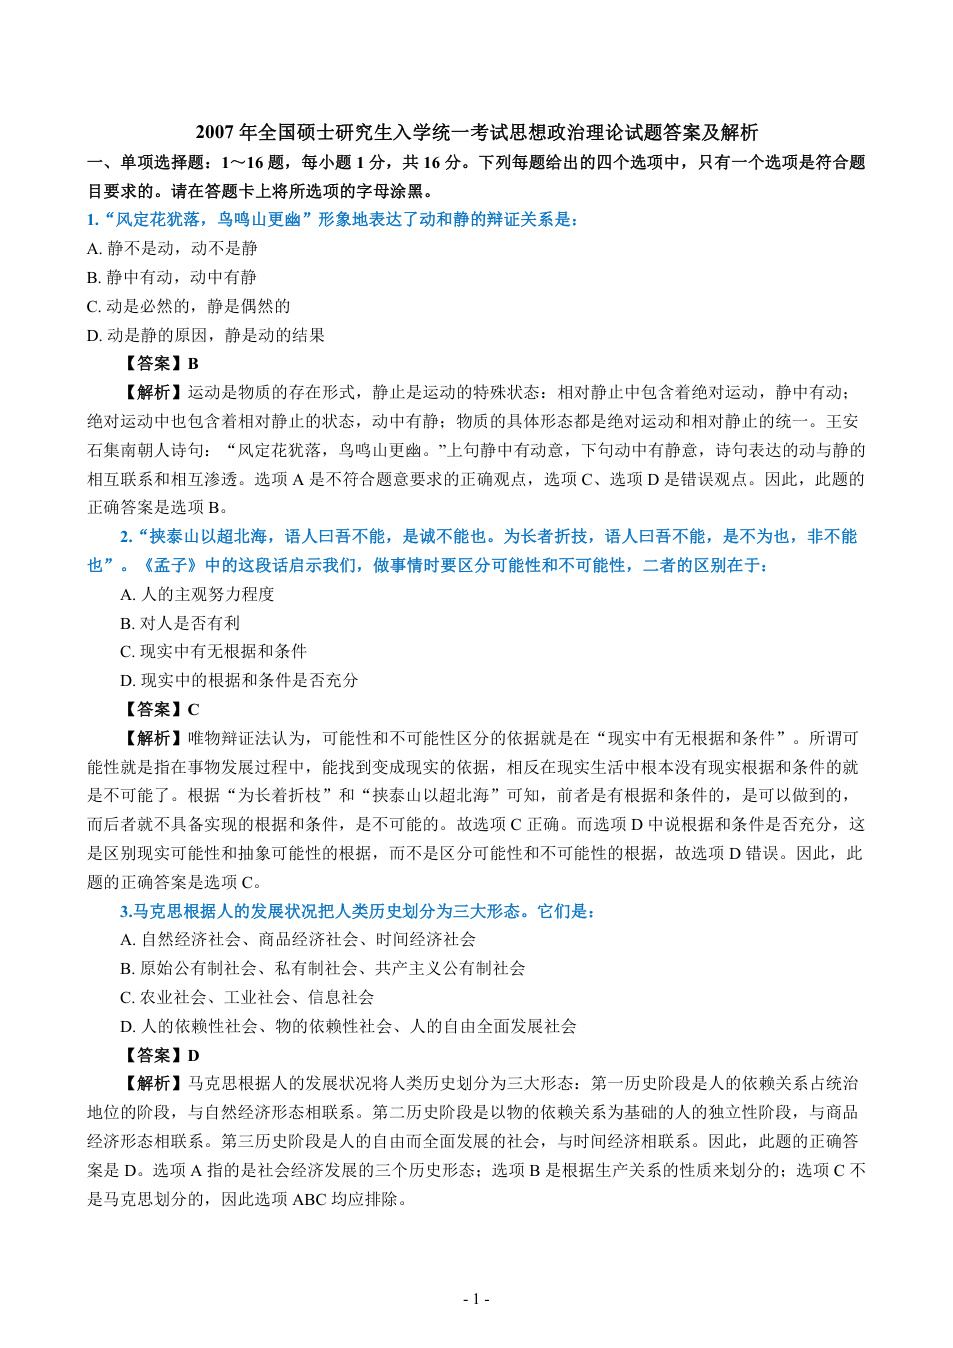 2007 年全国硕士研究生入学统一考试思想政治理论试题答案及解析
一、单项选择题：1～16 题，每小题 1 分，共 16 分。下列每题给出的四个选项中，只有一个选项是符合题
目要求的。请在答题卡上将所选项的字母涂黑。
1.“风定花犹落，鸟鸣山更幽”形象地表达了动和静的辩证关系是：
A. 静不是动，动不是静
B. 静中有动，动中有静
C. 动是必然的，静是偶然的
D. 动是静的原因，静是动的结果
【答案】B
【解析】运动是物质的存在形式，静止是运动的特殊状态：相对静止中包含着绝对运动，静中有动；
绝对运动中也包含着相对静止的状态，动中有静；物质的具体形态都是绝对运动和相对静止的统一。王安
石集南朝人诗句：“风定花犹落，鸟鸣山更幽。”上句静中有动意，下句动中有静意，诗句表达的动与静的
相互联系和相互渗透。选项 A 是不符合题意要求的正确观点，选项 C、选项 D 是错误观点。因此，此题的
正确答案是选项 B。
2.“挟泰山以超北海，语人曰吾不能，是诚不能也。为长者折技，语人曰吾不能，是不为也，非不能
也”。《孟子》中的这段话启示我们，做事情时要区分可能性和不可能性，二者的区别在于：
A. 人的主观努力程度
B. 对人是否有利
C. 现实中有无根据和条件
D. 现实中的根据和条件是否充分
【答案】C
【解析】唯物辩证法认为，可能性和不可能性区分的依据就是在“现实中有无根据和条件”。所谓可
能性就是指在事物发展过程中，能找到变成现实的依据，相反在现实生活中根本没有现实根据和条件的就
是不可能了。根据“为长着折枝”和“挟泰山以超北海”可知，前者是有根据和条件的，是可以做到的，
而后者就不具备实现的根据和条件，是不可能的。故选项 C 正确。而选项 D 中说根据和条件是否充分，这
是区别现实可能性和抽象可能性的根据，而不是区分可能性和不可能性的根据，故选项 D 错误。因此，此
题的正确答案是选项 C。
3.马克思根据人的发展状况把人类历史划分为三大形态。它们是：
A. 自然经济社会、商品经济社会、时间经济社会
B. 原始公有制社会、私有制社会、共产主义公有制社会
C. 农业社会、工业社会、信息社会
D. 人的依赖性社会、物的依赖性社会、人的自由全面发展社会
【答案】D
【解析】马克思根据人的发展状况将人类历史划分为三大形态：第一历史阶段是人的依赖关系占统治
地位的阶段，与自然经济形态相联系。第二历史阶段是以物的依赖关系为基础的人的独立性阶段，与商品
经济形态相联系。第三历史阶段是人的自由而全面发展的社会，与时间经济相联系。因此，此题的正确答
案是 D。选项 A 指的是社会经济发展的三个历史形态；选项 B 是根据生产关系的性质来划分的；选项 C 不
是马克思划分的，因此选项 ABC 均应排除。
- 1 -